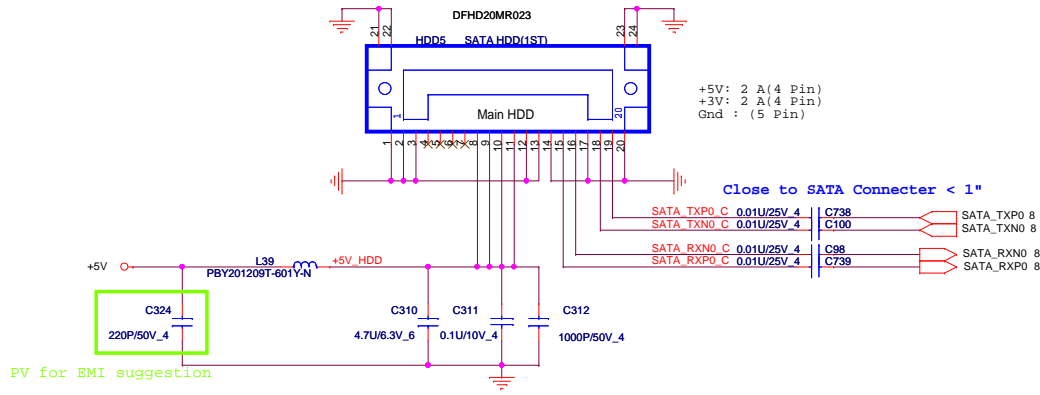 DFHD20MR023
21
22
23
24
HDD5 SATA HDD(1ST)
+5V: 2 A(4 Pin)
+3V: 2 A(4 Pin)
Gnd : (5 Pin)
1
20
Main HDD
1
2
3
4
5
6
7
8
9
10
11
12
13
14
15
16
17
18
19
20
Close to SATA Connecter < 1"
SATA_TXP0_C 0.01U/25V_4 C738 SATA_TXP0 8
SATA_TXN0_C 0.01U/25V_4 C100 SATA_TXN0 8
SATA_RXN0_C 0.01U/25V_4 C98 SATA_RXN0 8
SATA_RXP0_C 0.01U/25V_4 C739 SATA_RXP0 8
+5V L39 +5V_HDD
PBY201209T-601Y-N
C324 C310 C311 C312
220P/50V_4 4.7U/6.3V_6 0.1U/10V_4 1000P/50V_4
PV for EMI suggestion